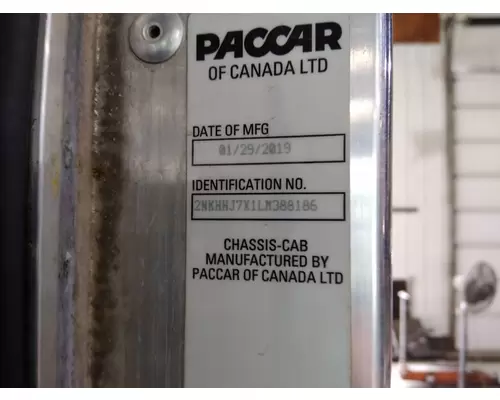 PACCAR
OF CANADA LTD
DATE OF MFG
01/29/2019
IDENTIFICATION NO.
2NKHHJ7X1LM388186
CHASSIS-CAB
MANUFACTURED BY
PACCAR OF CANADA LTD